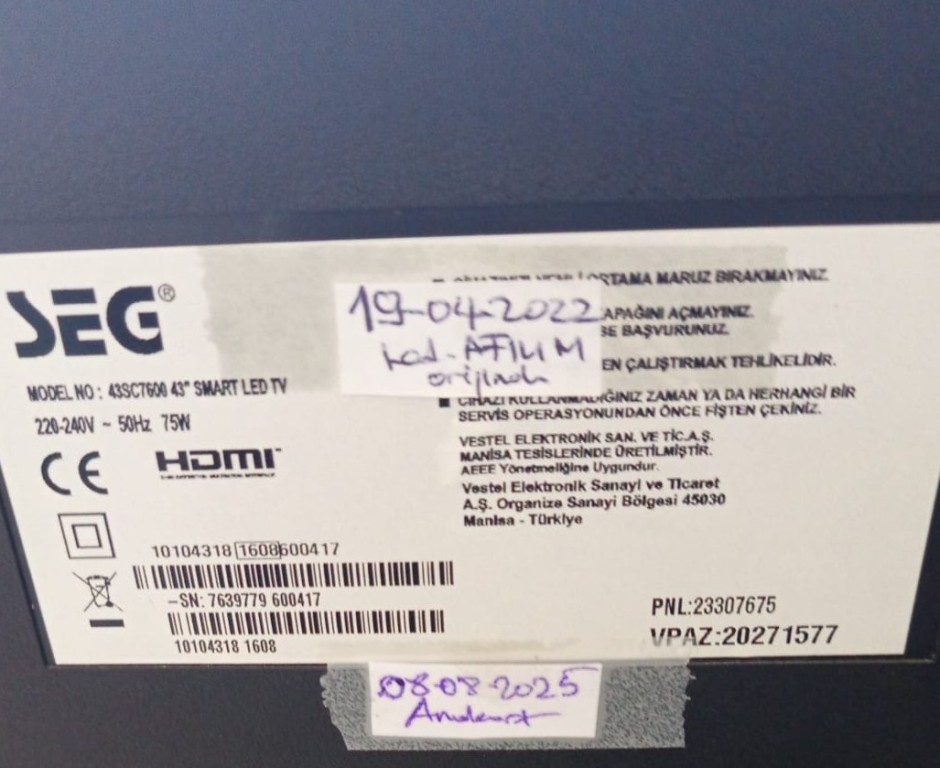 SEG®
MODEL NO : 43SC7600 43" SMART LED TV
220-240V ~ 50Hz 75W
CE HDMI
10104318 1608 600417
-SN: 7639779 600417
10104318 1608
19-04-2022
ORTAMA MARUZ BIRAKMAYINIZ.
KAPAĞINI AÇMAYINIZ.
SE BAŞVURUNUZ.
EN ÇALIŞTIRMAK TEHLİKELİDİR.
CİHAZI KULLANMADIĞINIZ ZAMAN YA DA HERHANGİ BİR
SERVİS OPERASYONUNDAN ÖNCE FİŞTEN ÇEKİNİZ.
VESTEL ELEKTRONİK SAN. VE TİC.A.Ş.
MANİSA TESİSLERİNDE ÜRETİLMİŞTİR.
AEEE Yönetmeliğine Uygundur.
Vestel Elektronik Sanayi ve Ticaret
A.Ş. Organize Sanayi Bölgesi 45030
Manisa - Türkiye
PNL:23307675
VPAZ:20271577
08-08-2025